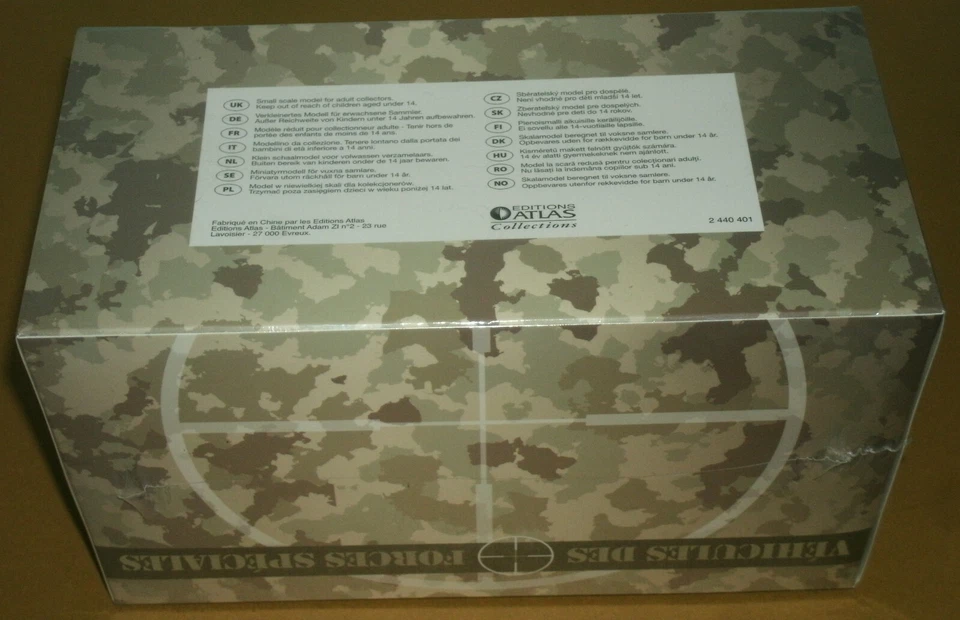 UK Small scale model for adult collectors.
Keep out of reach of children aged under 14.
DE Verkleinertes Modell für erwachsene Sammler.
Außer Reichweite von Kindern unter 14 Jahren aufbewahren.
FR Modèle réduit pour collectionneur adulte - Tenir hors de
portée des enfants de moins de 14 ans.
IT Modellino da collezione. Tenere lontano dalla portata dei
bambini di età inferiore a 14 anni.
NL Klein schaalmodel voor volwassen verzamelaars.
Buiten bereik van kinderen onder de 14 jaar bewaren.
SE Miniatyrmodell för vuxna samlare.
Förvara utom räckhåll för barn under 14 år.
PL Model w niewielkiej skali dla kolekcjonerów.
Trzymać poza zasięgiem dzieci w wieku poniżej 14 lat.
CZ Sběratelský model pro dospělé.
Není vhodné pro děti mladší 14 let.
SK Zberateľský model pre dospelých.
Nevhodné pre deti do 14 rokov.
FI Pienoismalli aikuisille keräilijöille.
Ei sovellu alle 14-vuotiaille lapsille.
DK Skalamodel beregnet til voksne samlere.
Opbevares uden for rækkevidde for børn under 14 år.
HU Kisméretű makett felnőtt gyűjtők számára.
14 év alatti gyermekeknek nem ajánlott.
RO Model la scară redusă pentru colecționari adulți.
Nu lăsați la îndemâna copiilor sub 14 ani.
NO Skalamodell beregnet til voksne samlere.
Oppbevares utenfor rekkevidde for barn under 14 år.
Fabriqué en Chine par les Editions Atlas
Editions Atlas - Bâtiment Adam ZI n°2 - 23 rue
Lavoisier - 27 000 Evreux.
EDITIONS
ATLAS
Collections
2 440 401
VÉHICULES DES FORCES SPÉCIALES